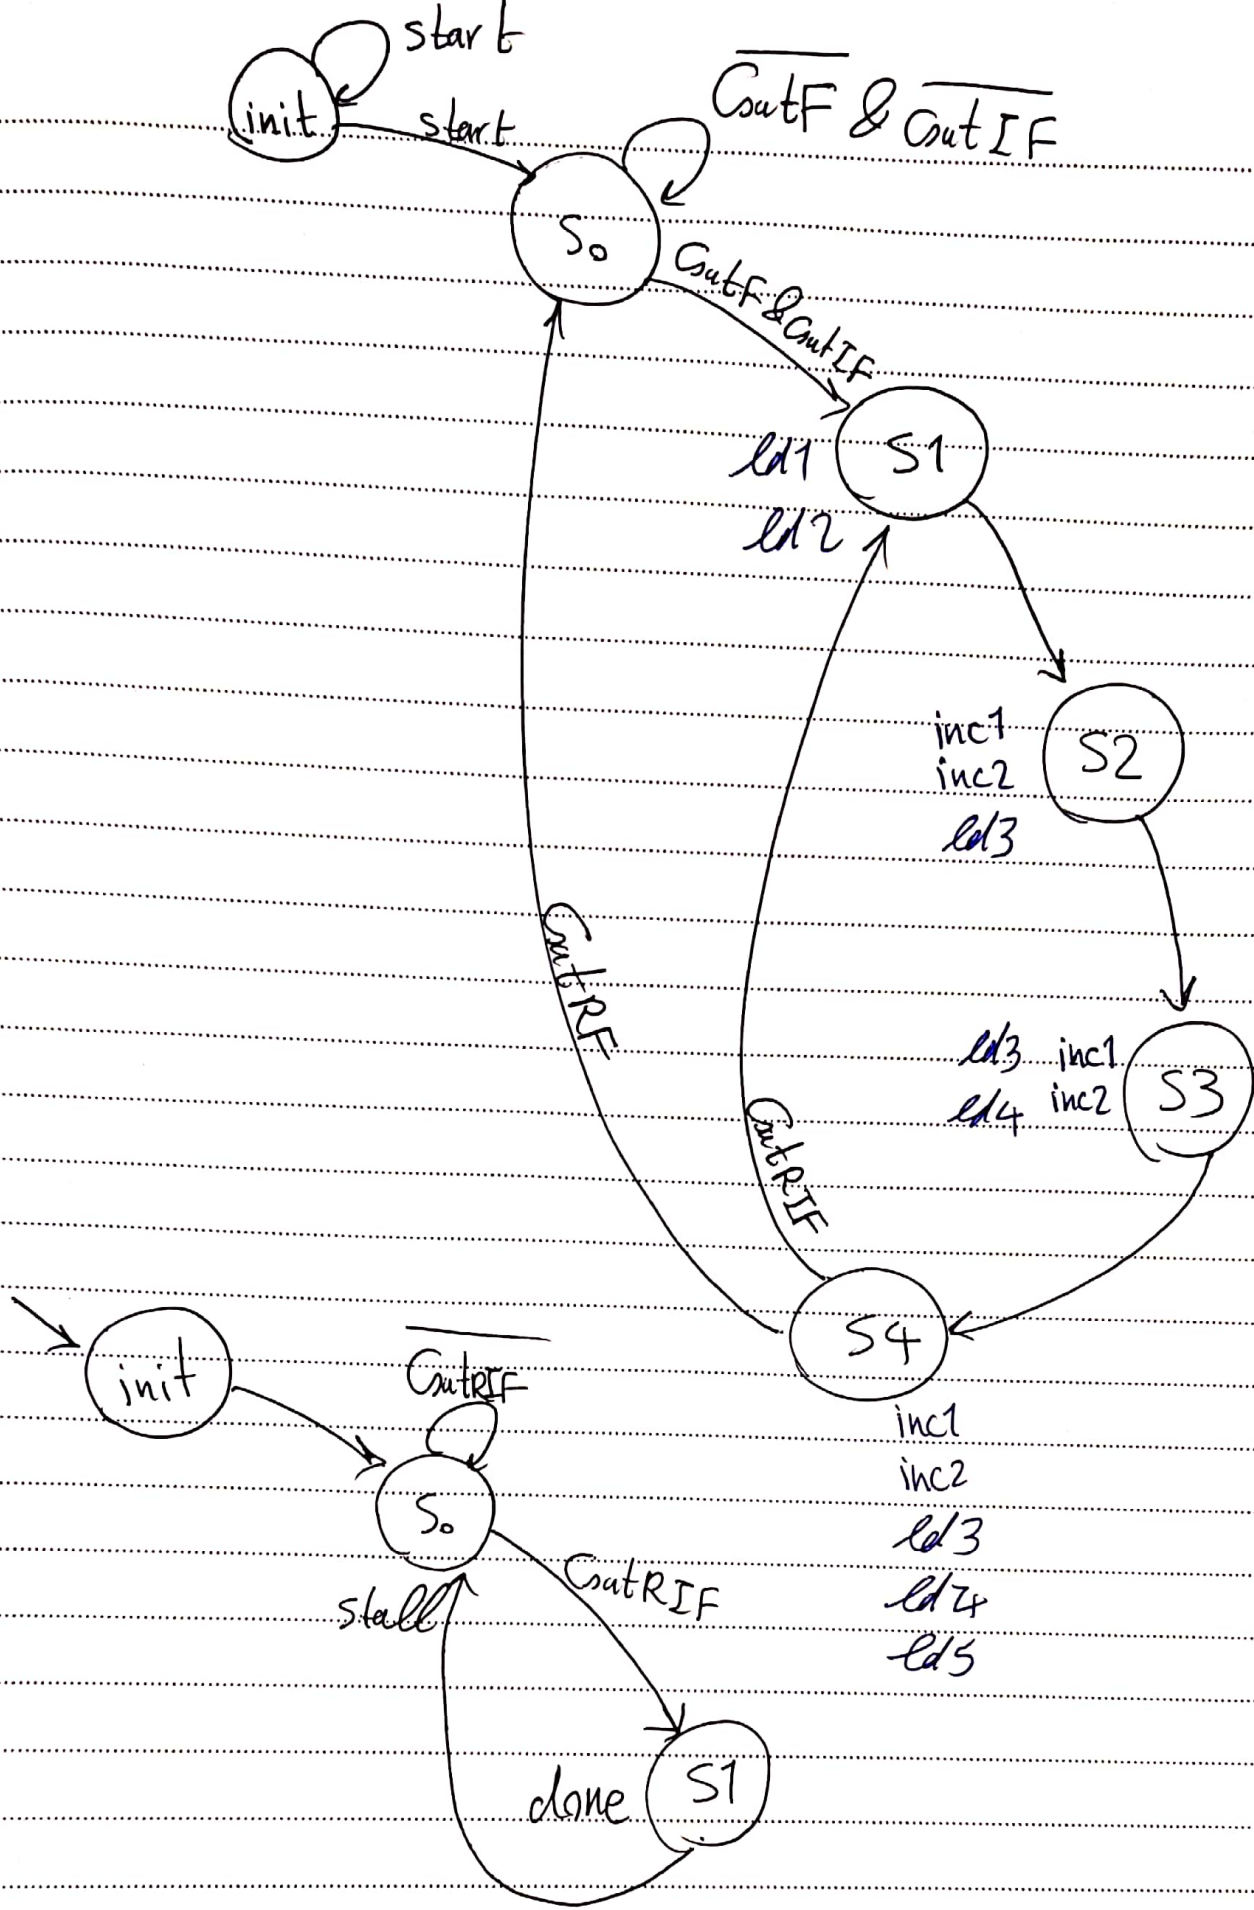 start
init
start
CoutF & CoutIF
S0
CoutF & CoutIF
ld1
S1
ld2
inc1
S2
inc2
ld3
ld3 inc1
S3
ld4 inc2
CoutRF
CoutRIF
S4
init
CoutRIF
inc1
inc2
S0
ld3
CoutRIF
ld4
stall
ld5
S1
done